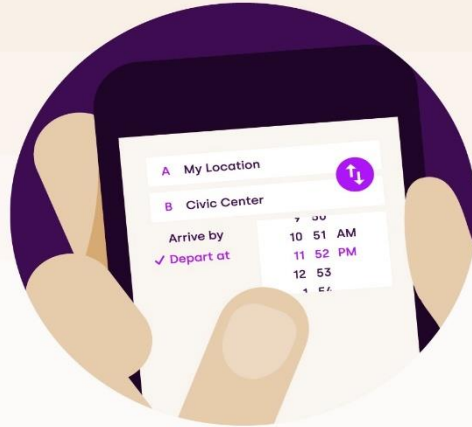 A My Location
B Civic Center
Arrive by
✓ Depart at
10 51 AM
11 52 PM
12 53